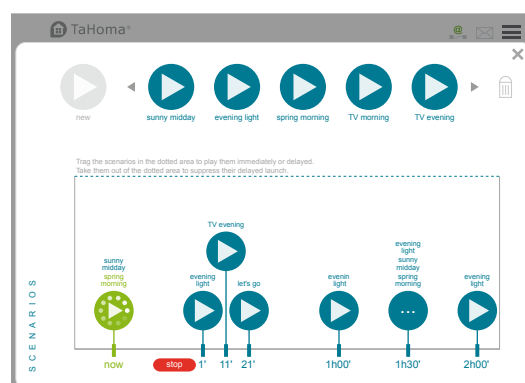 TaHoma®
new
sunny midday
evening light
spring morning
TV morning
TV evening
Trag the scenarios in the dotted area to play them immediately or delayed.
Take them out of the dotted area to suppress their delayed launch.
SCENARIOS
sunny
midday
spring
morning
now
stop
evening
light
1'
TV evening
11'
let's go
21'
evenin
light
1h00'
evening
light
sunny
midday
spring
morning
...
1h30'
evening
light
2h00'